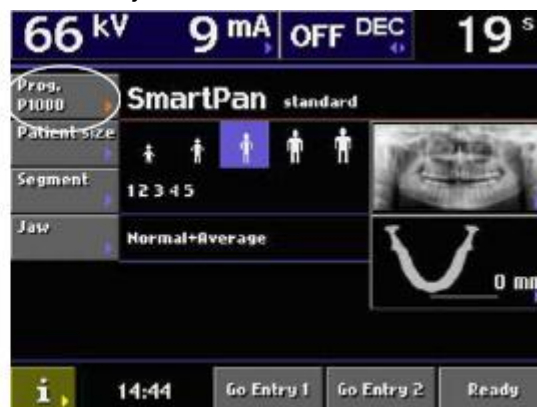 66 kV 9 mA OFF DEC 19 s
Prog.
P1000
SmartPan standard
Patient size
Segment
1 2 3 4 5
Jaw
Normal+Average
0 mm
i 14:44 Go Entry 1 Go Entry 2 Ready